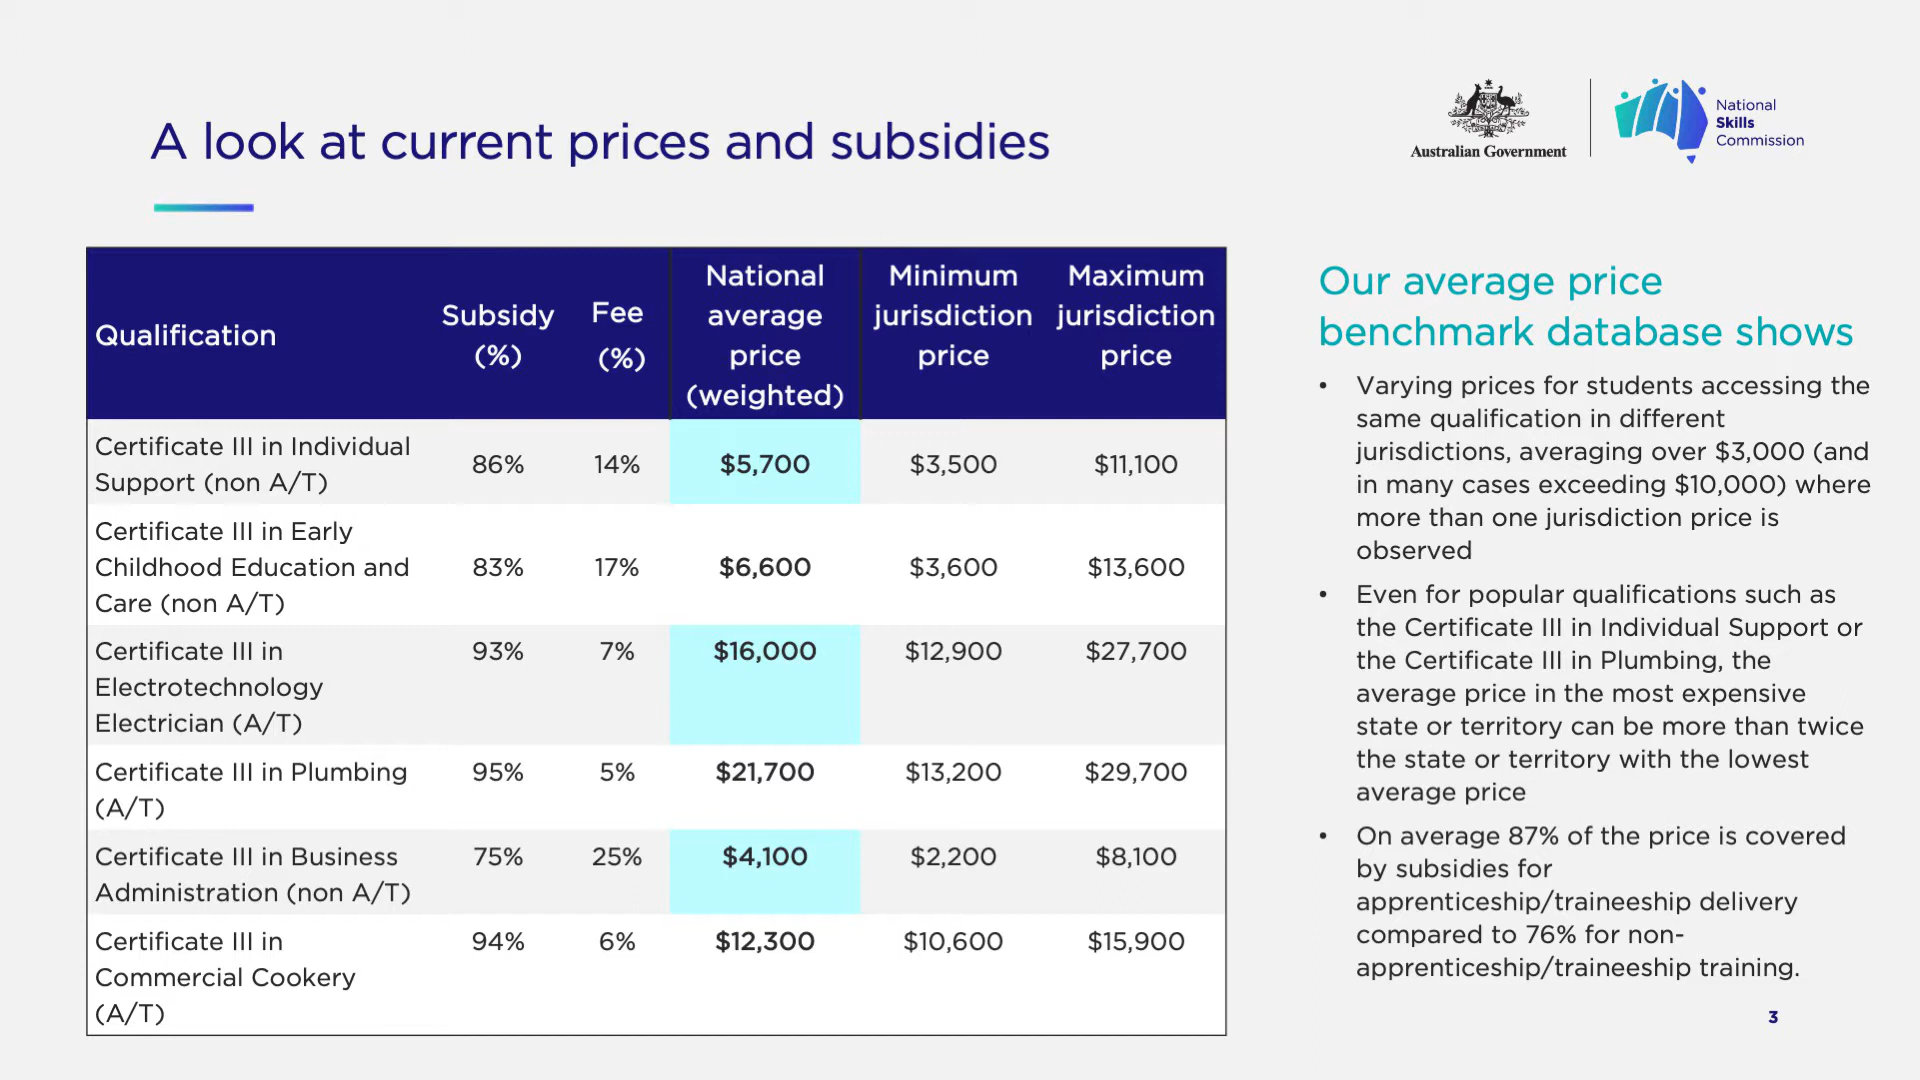 A look at current prices and subsidies
Australian Government
National
Skills
Commission
Qualification
Subsidy
(%)
Fee
(%)
National
average
price
(weighted)
Minimum
jurisdiction
price
Maximum
jurisdiction
price
Certificate III in Individual
Support (non A/T)
86%
14%
$5,700
$3,500
$11,100
Certificate III in Early
Childhood Education and
Care (non A/T)
83%
17%
$6,600
$3,600
$13,600
Certificate III in
Electrotechnology
Electrician (A/T)
93%
7%
$16,000
$12,900
$27,700
Certificate III in Plumbing
(A/T)
95%
5%
$21,700
$13,200
$29,700
Certificate III in Business
Administration (non A/T)
75%
25%
$4,100
$2,200
$8,100
Certificate III in
Commercial Cookery
(A/T)
94%
6%
$12,300
$10,600
$15,900
Our average price
benchmark database shows
• Varying prices for students accessing the
same qualification in different
jurisdictions, averaging over $3,000 (and
in many cases exceeding $10,000) where
more than one jurisdiction price is
observed
• Even for popular qualifications such as
the Certificate III in Individual Support or
the Certificate III in Plumbing, the
average price in the most expensive
state or territory can be more than twice
the state or territory with the lowest
average price
• On average 87% of the price is covered
by subsidies for
apprenticeship/traineeship delivery
compared to 76% for non-
apprenticeship/traineeship training.
3